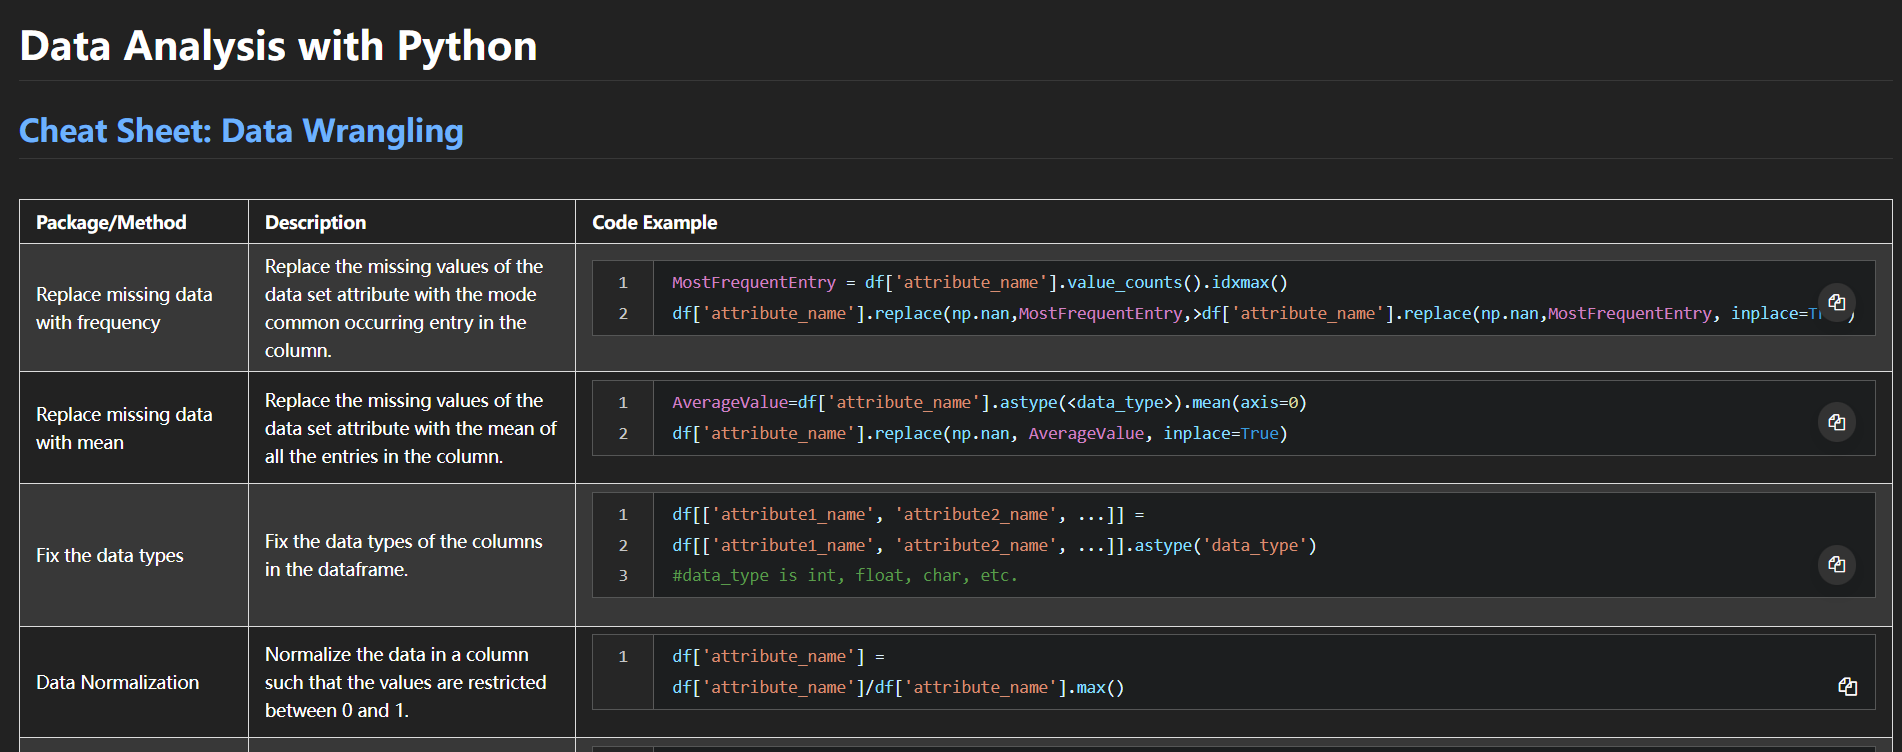 Data Analysis with Python
Cheat Sheet: Data Wrangling
Package/Method
Description
Code Example
Replace missing data
with frequency
Replace the missing values of the
data set attribute with the mode
common occurring entry in the
column.
1 MostFrequentEntry = df['attribute_name'].value_counts().idxmax()
2 df['attribute_name'].replace(np.nan,MostFrequentEntry,>df['attribute_name'].replace(np.nan,MostFrequentEntry, inplace=
Replace missing data
with mean
Replace the missing values of the
data set attribute with the mean of
all the entries in the column.
1 AverageValue=df['attribute_name'].astype(<data_type>).mean(axis=0)
2 df['attribute_name'].replace(np.nan, AverageValue, inplace=True)
Fix the data types
Fix the data types of the columns
in the dataframe.
1 df[['attribute1_name', 'attribute2_name', ...]] =
2 df[['attribute1_name', 'attribute2_name', ...]].astype('data_type')
3 #data_type is int, float, char, etc.
Data Normalization
Normalize the data in a column
such that the values are restricted
between 0 and 1.
1 df['attribute_name'] =
df['attribute_name']/df['attribute_name'].max()